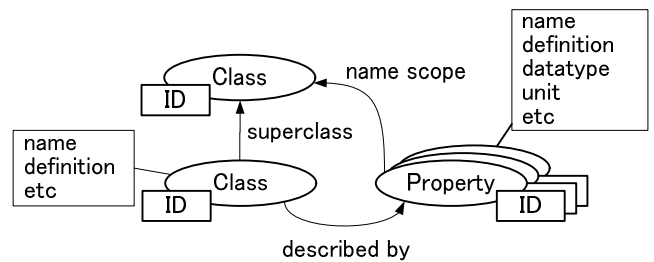 name
definition
datatype
unit
etc
Class
ID
name scope
superclass
name
definition
etc
Class
ID
Property
ID
described by